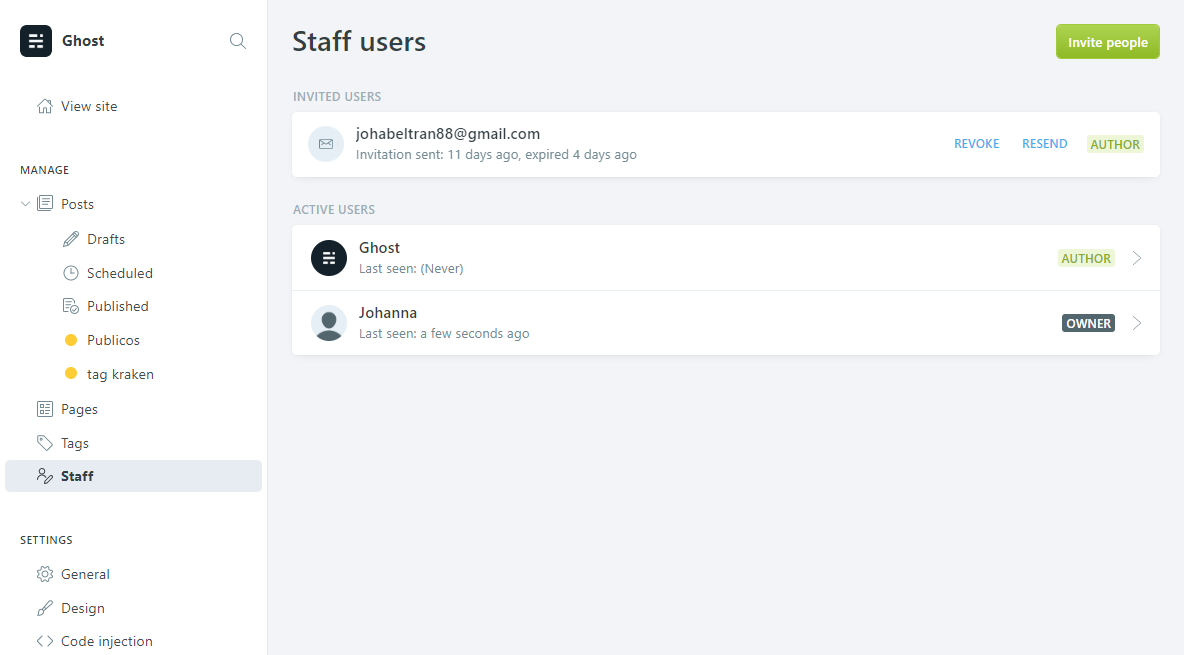 Ghost
View site
MANAGE
Posts
Drafts
Scheduled
Published
Publicos
tag kraken
Pages
Tags
Staff
SETTINGS
General
Design
Code injection
Staff users
Invite people
INVITED USERS
johabeltran88@gmail.com
Invitation sent: 11 days ago, expired 4 days ago
REVOKE RESEND AUTHOR
ACTIVE USERS
Ghost
Last seen: (Never)
AUTHOR
Johanna
Last seen: a few seconds ago
OWNER